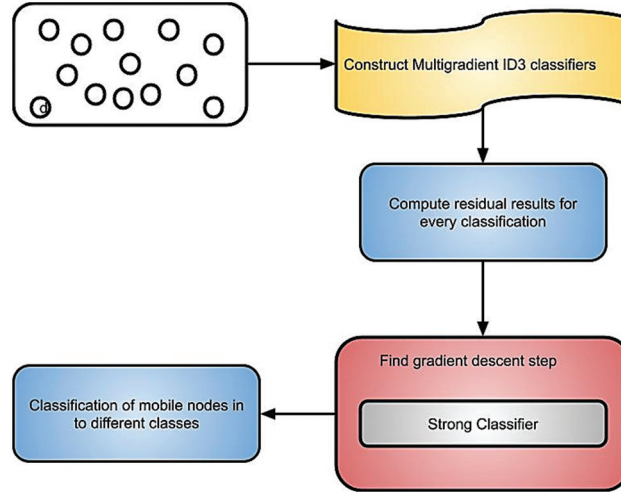 d
Construct Multigradient ID3 classifiers
Compute residual results for
every classification
Find gradient descent step
Strong Classifier
Classification of mobile nodes in
to different classes